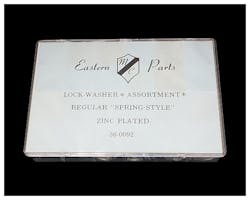 Eastern M C Parts
LOCK-WASHER * ASSORTMENT *
REGULAR "SPRING-STYLE"
ZINC PLATED
56-0092